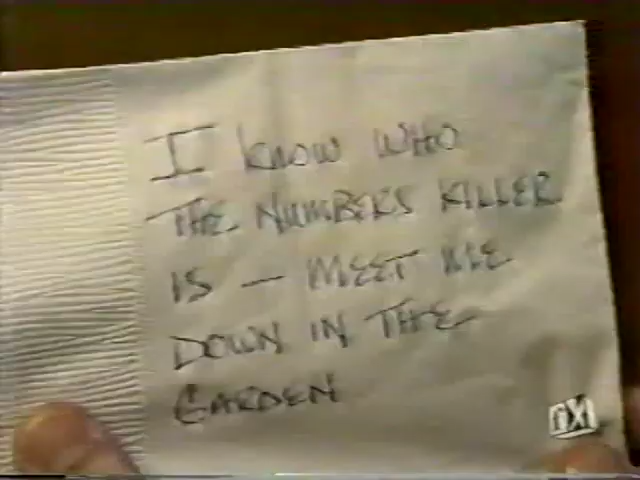 I KNOW WHO
THE NUMBERS KILLER
IS — MEET ME
DOWN IN THE
GARDEN
fX